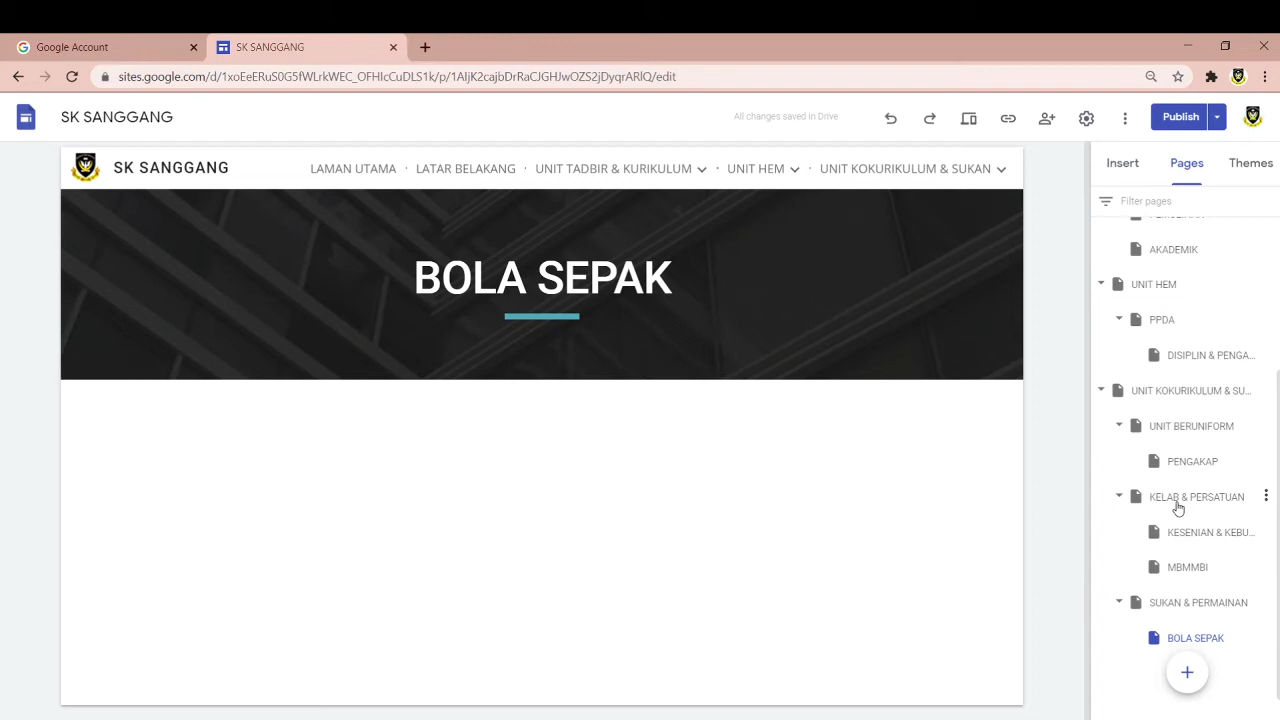 Google Account
SK SANGGANG
sites.google.com/d/1xoEeERuS0G5fWLrkWEC_OFHIcCuDLS1k/p/1AIjK2cajbDrRaCJGHJwOZS2jDyqrARlQ/edit
SK SANGGANG
All changes saved in Drive
Publish
SK SANGGANG
LAMAN UTAMA · LATAR BELAKANG · UNIT TADBIR & KURIKULUM · UNIT HEM · UNIT KOKURIKULUM & SUKAN
BOLA SEPAK
Insert
Pages
Themes
Filter pages
AKADEMIK
UNIT HEM
PPDA
DISIPLIN & PENGA...
UNIT KOKURIKULUM & SU...
UNIT BERUNIFORM
PENGAKAP
KELAB & PERSATUAN
KESENIAN & KEBU...
MBMMBI
SUKAN & PERMAINAN
BOLA SEPAK